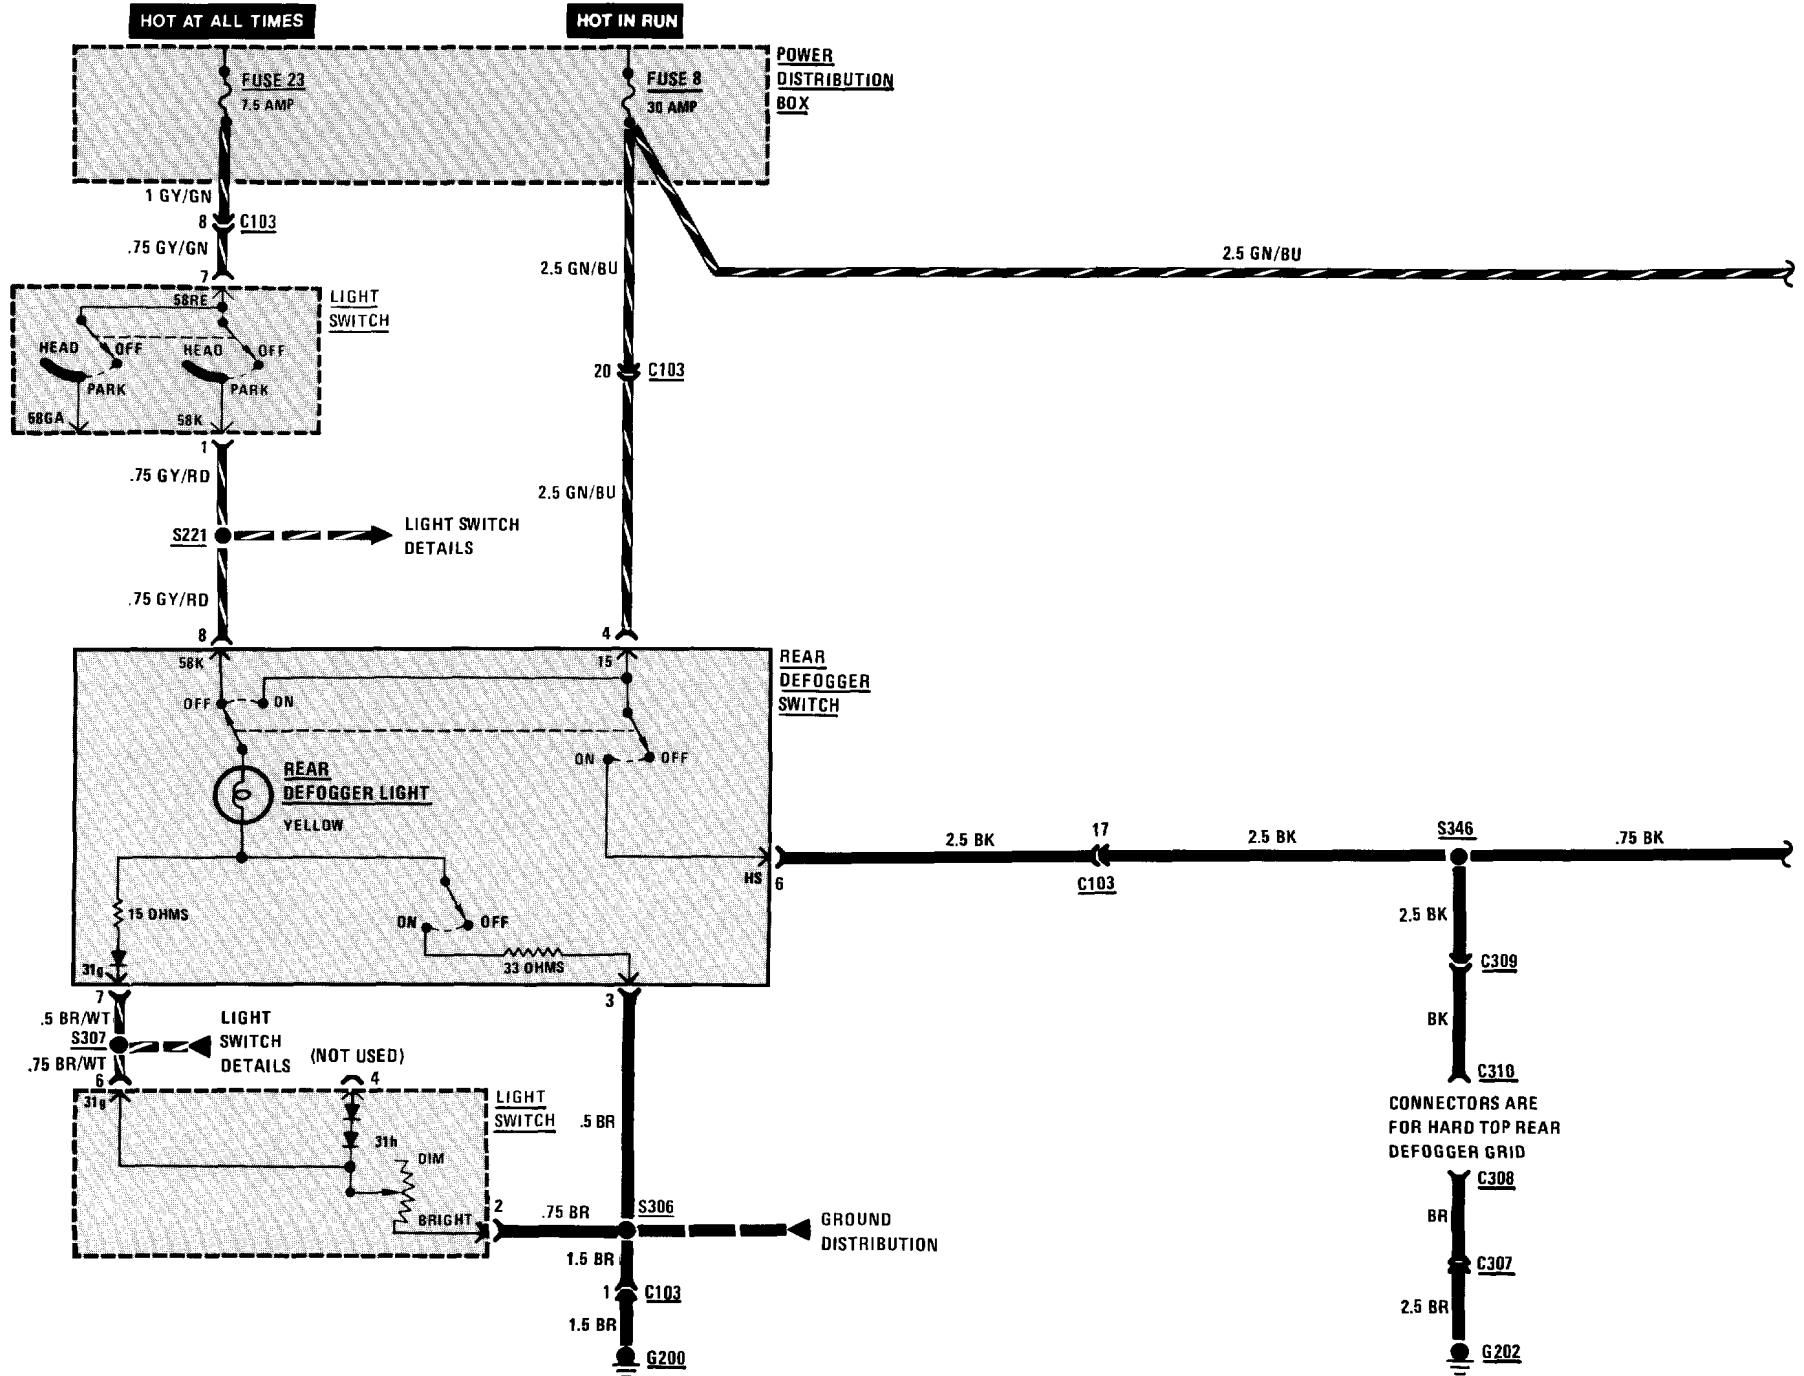 HOT AT ALL TIMES
HOT IN RUN
POWER
DISTRIBUTION
BOX
FUSE 23
7.5 AMP
FUSE 8
30 AMP
1 GY/GN
8 C103
.75 GY/GN
7
2.5 GN/BU
2.5 GN/BU
LIGHT
SWITCH
58RE
HEAD OFF
PARK
HEAD OFF
PARK
58GA
58K
20 C103
1
.75 GY/RD
2.5 GN/BU
S221
LIGHT SWITCH
DETAILS
.75 GY/RD
8
4
REAR
DEFOGGER
SWITCH
58K
15
OFF ON
ON OFF
REAR
DEFOGGER LIGHT
YELLOW
HS
6
2.5 BK
17
C103
2.5 BK
S346
.75 BK
15 OHMS
ON OFF
33 OHMS
31g
2.5 BK
C309
BK
C310
CONNECTORS ARE
FOR HARD TOP REAR
DEFOGGER GRID
C308
BR
C307
2.5 BR
G202
7
3
.5 BR/WT
S307
.75 BR/WT
6
LIGHT
SWITCH
DETAILS
(NOT USED)
4
LIGHT
SWITCH
31g
31h
DIM
BRIGHT
2
.5 BR
.75 BR
S306
GROUND
DISTRIBUTION
1.5 BR
1 C103
1.5 BR
G200